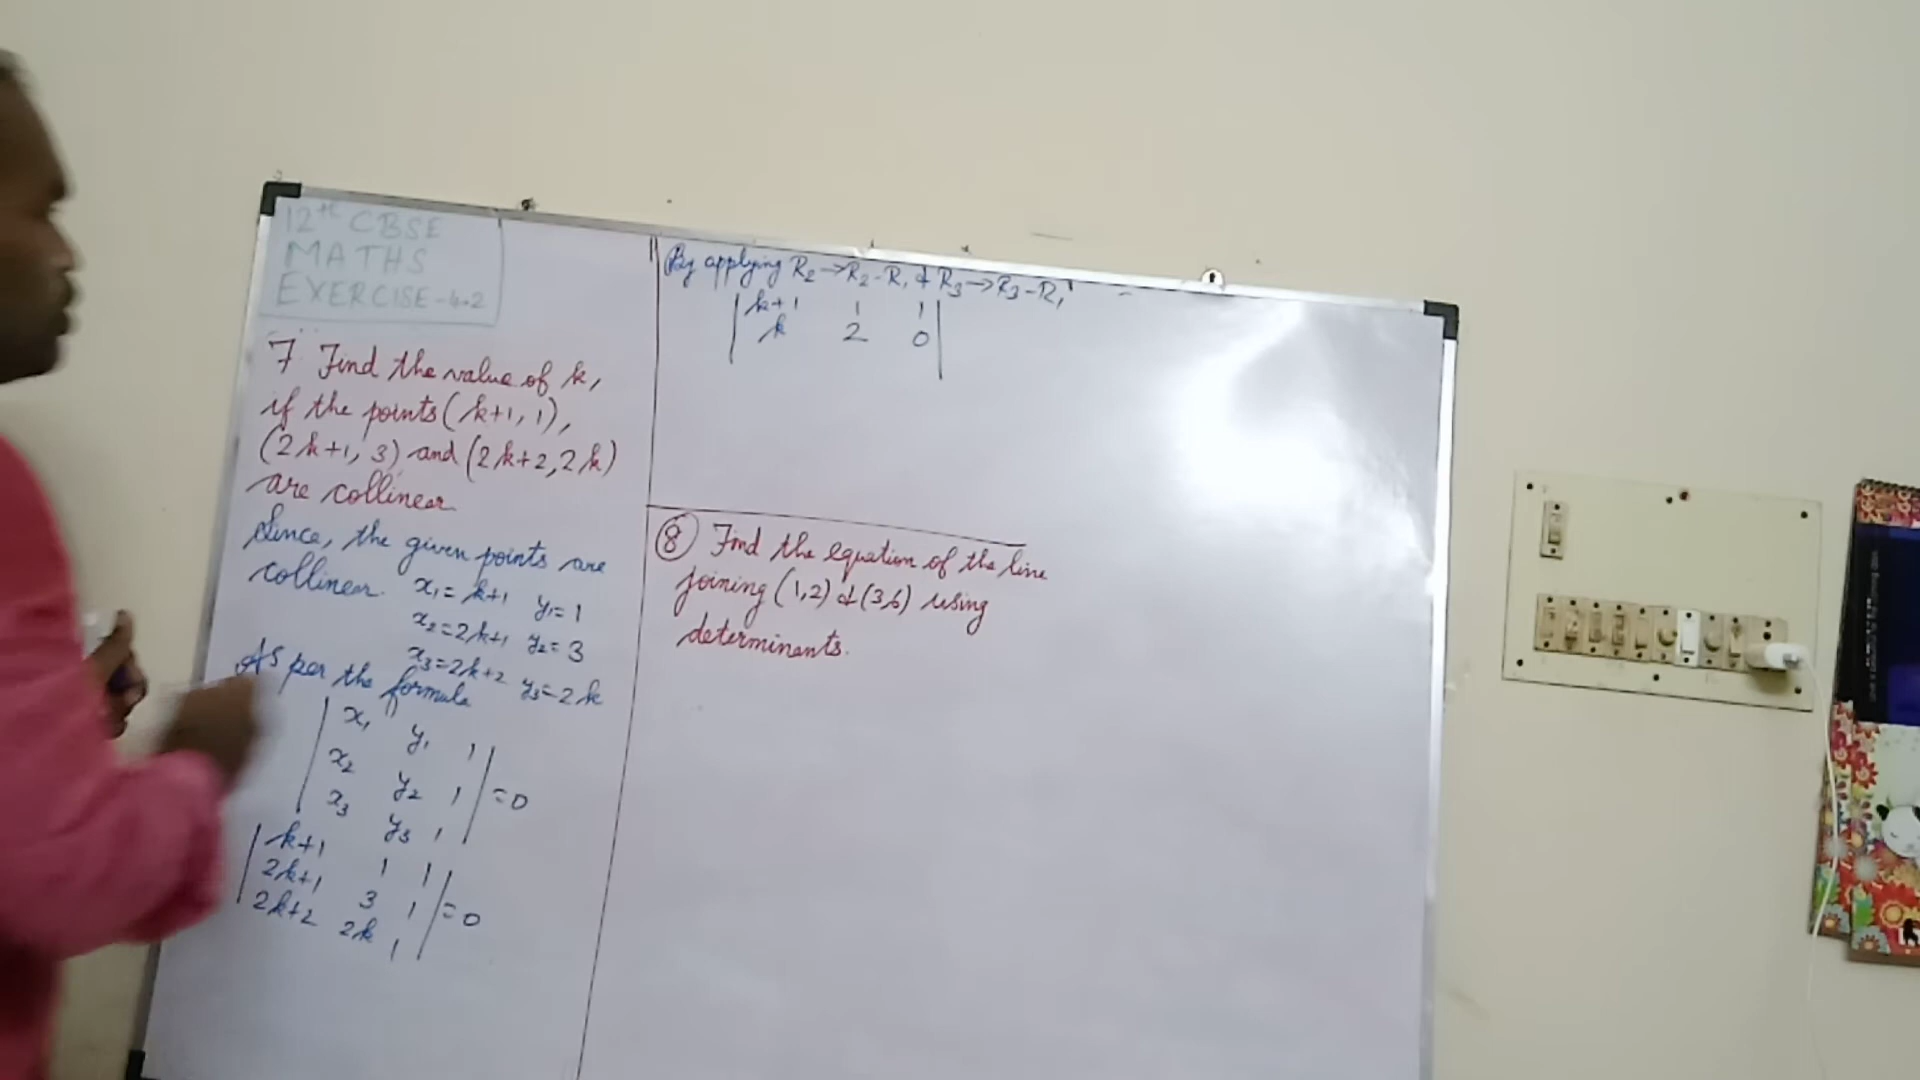 12th CBSE
MATHS
EXERCISE-4.2
7. Find the value of k,
if the points (k+1, 1),
(2k+1, 3) and (2k+2, 2k)
are collinear.
Since, the given points are
collinear. x₁=k+1 y₁=1
x₂=2k+1 y₂=3
x₃=2k+2 y₃=2k
As per the formula
| x₁ y₁ 1 |
| x₂ y₂ 1 | =0
| x₃ y₃ 1 |
| k+1 1 1 |
| 2k+1 3 1 | =0
| 2k+2 2k 1 |
By applying R₂→R₂-R₁ & R₃→R₃-R₁
| k+1 1 1 |
| k 2 0 |
⑧ Find the equation of the line
joining (1,2) & (3,6) using
determinants.